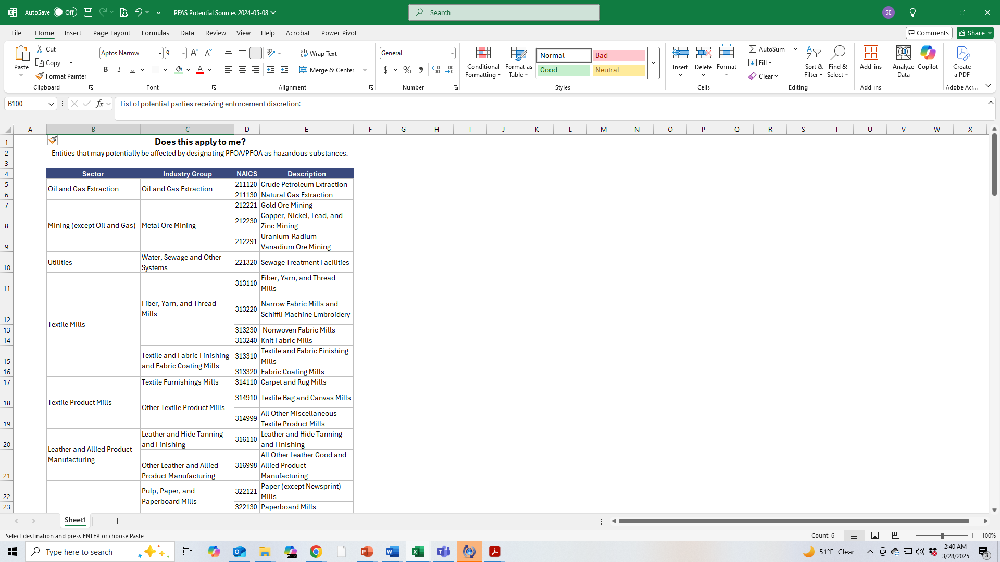 AutoSave Off PFAS Potential Sources 2024-05-08 Search SE
File Home Insert Page Layout Formulas Data Review View Help Acrobat Power Pivot Comments Share
Paste Cut Copy Format Painter Clipboard
Aptos Narrow 9 B I U A Font
Wrap Text Merge & Center Alignment
General $ % Number
Conditional Formatting Format as Table Normal Bad Good Neutral Styles
Insert Delete Format Cells
AutoSum Fill Clear Sort & Filter Find & Select Editing
Add-ins Add-ins
Analyze Data Copilot
Create a PDF Adobe Acr...
B100 fx List of potential parties receiving enforcement discretion:
A B C D E F G H I J K L M N O P Q R S T U V W X
1 Does this apply to me?
2 Entities that may potentially be affected by designating PFOA/PFOA as hazardous substances.
3
4 Sector Industry Group NAICS Description
5 Oil and Gas Extraction Oil and Gas Extraction 211120 Crude Petroleum Extraction
6 211130 Natural Gas Extraction
7 212221 Gold Ore Mining
8 Mining (except Oil and Gas) Metal Ore Mining 212230 Copper, Nickel, Lead, and Zinc Mining
9 212291 Uranium-Radium-Vanadium Ore Mining
10 Utilities Water, Sewage and Other Systems 221320 Sewage Treatment Facilities
11 313110 Fiber, Yarn, and Thread Mills
12 Textile Mills Fiber, Yarn, and Thread Mills 313220 Narrow Fabric Mills and Schiffli Machine Embroidery
13 313230 Nonwoven Fabric Mills
14 313240 Knit Fabric Mills
15 Textile and Fabric Finishing and Fabric Coating Mills 313310 Textile and Fabric Finishing Mills
16 313320 Fabric Coating Mills
17 Textile Furnishings Mills 314110 Carpet and Rug Mills
18 Textile Product Mills Other Textile Product Mills 314910 Textile Bag and Canvas Mills
19 314999 All Other Miscellaneous Textile Product Mills
20 Leather and Allied Product Manufacturing Leather and Hide Tanning and Finishing 316110 Leather and Hide Tanning and Finishing
21 Other Leather and Allied Product Manufacturing 316998 All Other Leather Good and Allied Product Manufacturing
22 Pulp, Paper, and Paperboard Mills 322121 Paper (except Newsprint) Mills
23 322130 Paperboard Mills
Sheet1
Select destination and press ENTER or choose Paste Count: 6 100%
Type here to search M365 51°F Clear 2:40 AM
3/28/2025 3